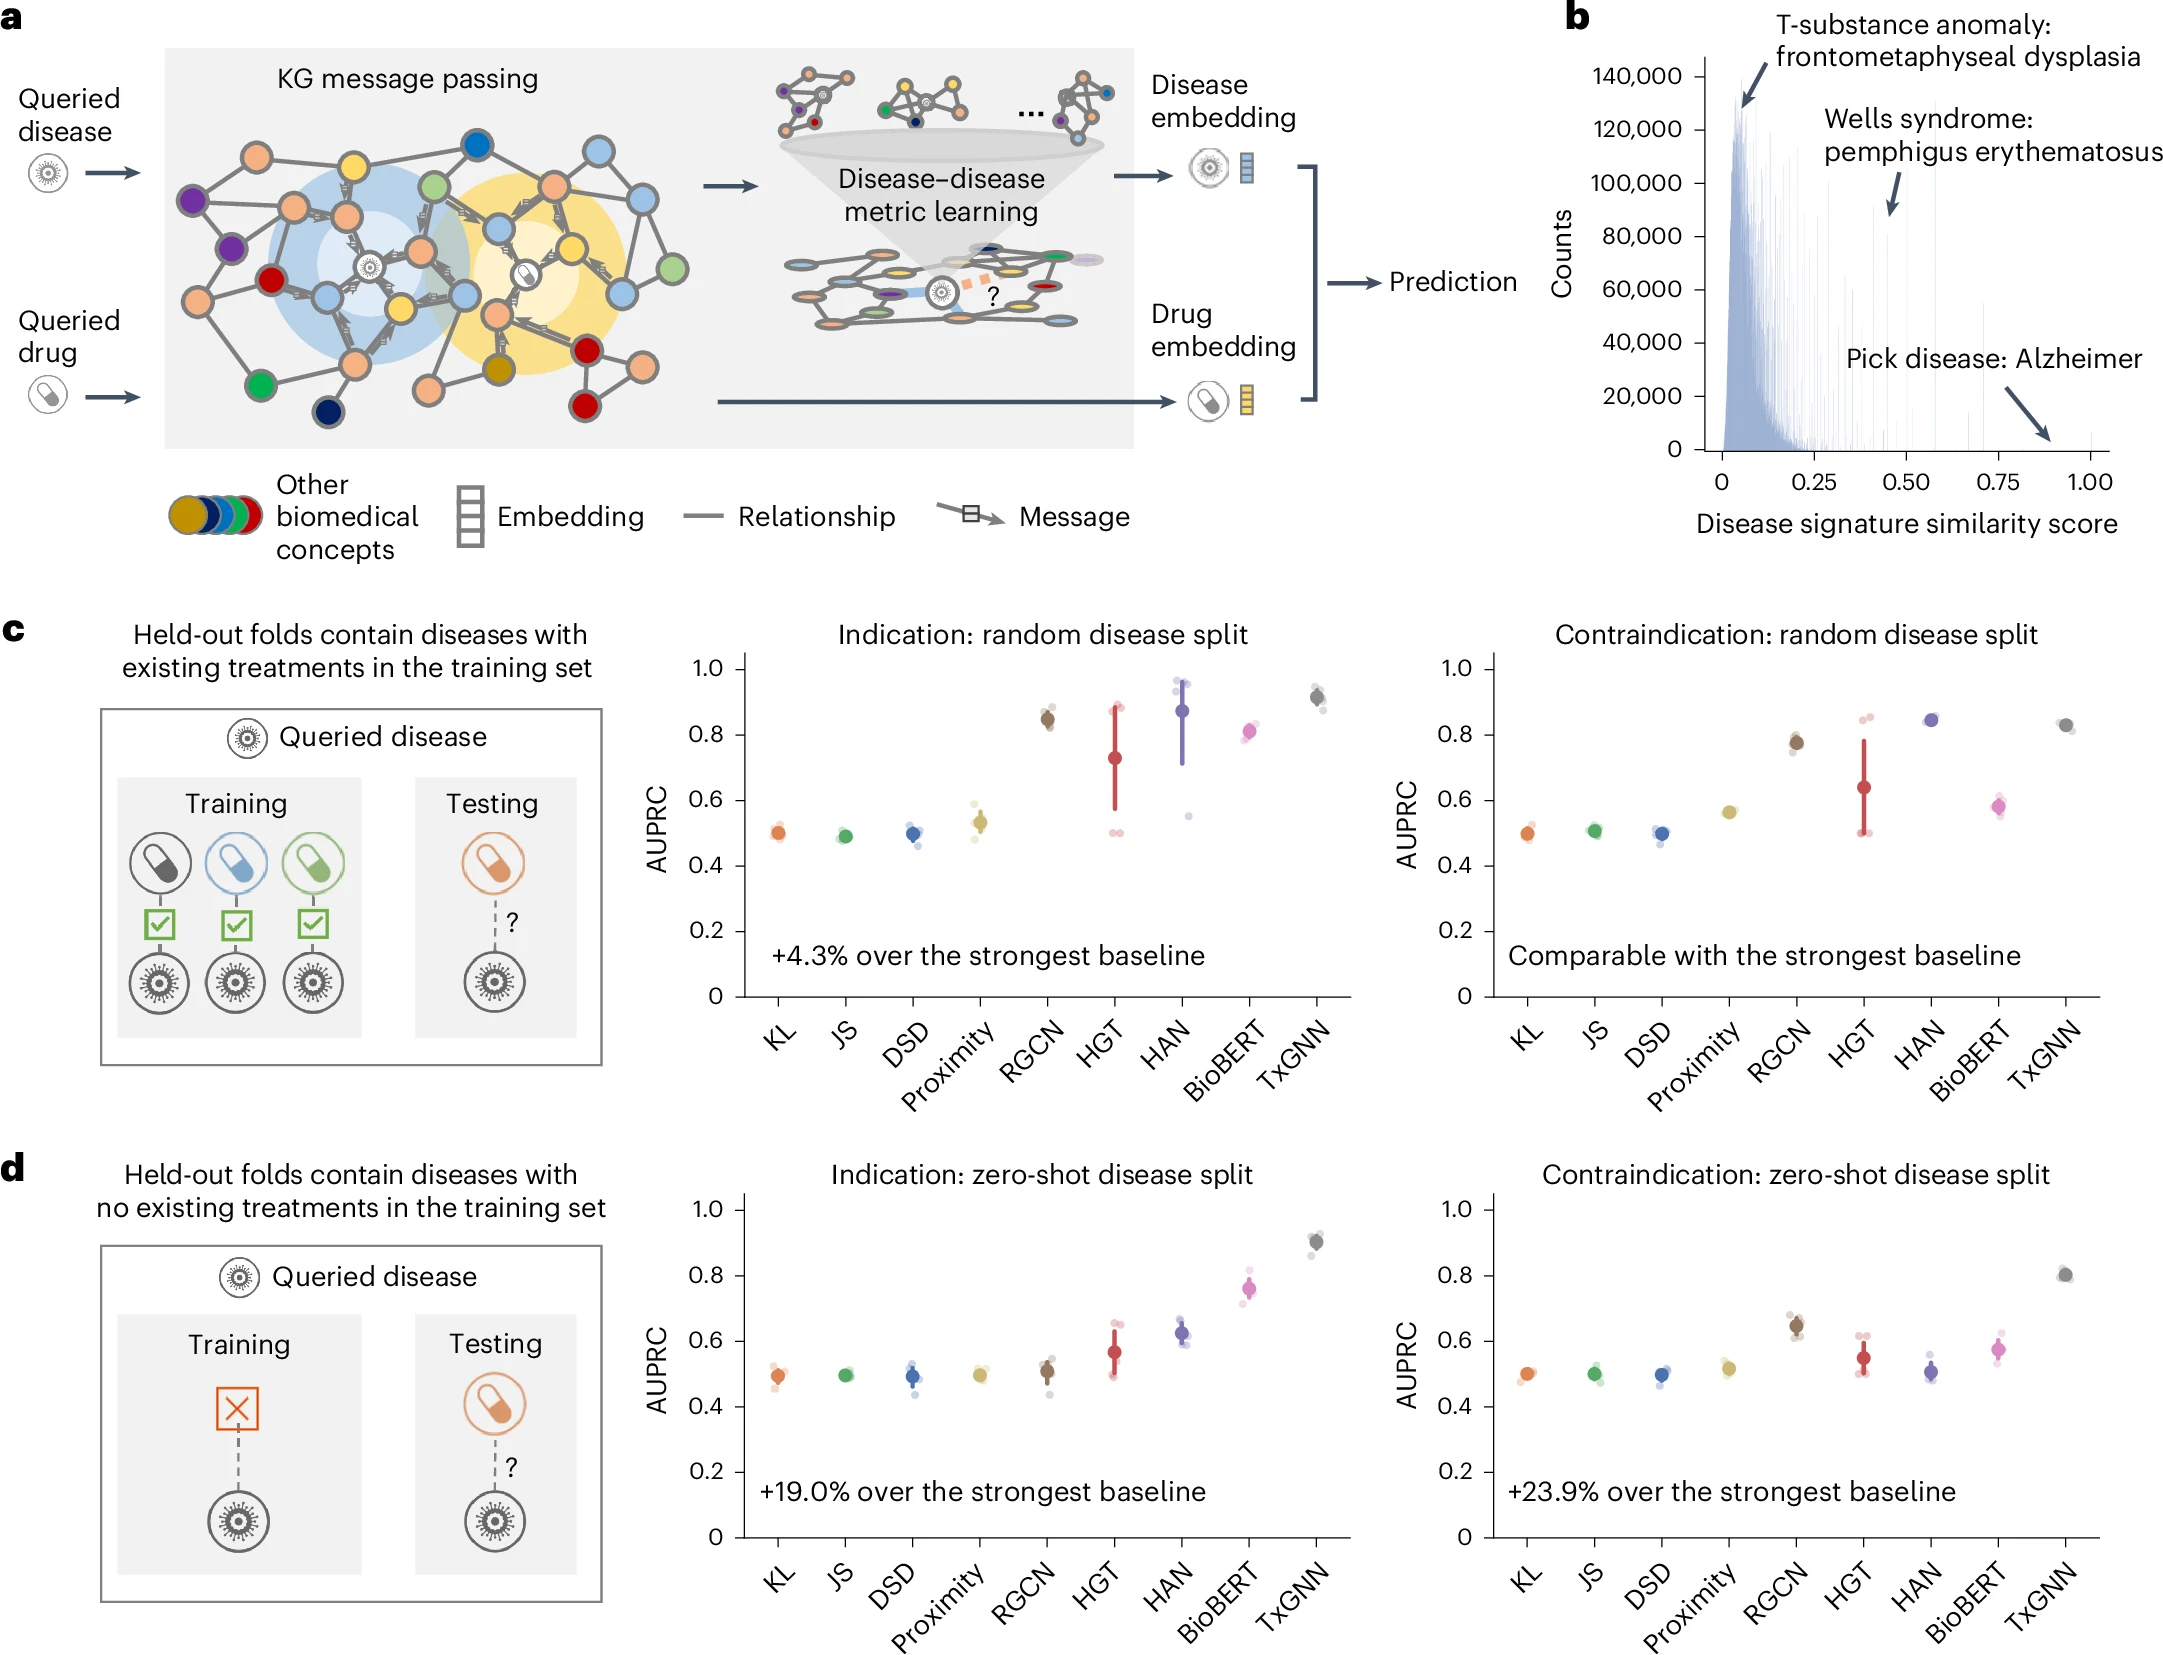 a
KG message passing
Queried
disease
Queried
drug
Disease–disease
metric learning
...
?
Disease
embedding
Drug
embedding
Prediction
Other
biomedical
concepts
Embedding
Relationship
Message
b
T-substance anomaly:
frontometaphyseal dysplasia
Wells syndrome:
pemphigus erythematosus
Pick disease: Alzheimer
Counts
140,000
120,000
100,000
80,000
60,000
40,000
20,000
0
0 0.25 0.50 0.75 1.00
Disease signature similarity score
c
Held-out folds contain diseases with
existing treatments in the training set
Queried disease
Training
Testing
?
Indication: random disease split
AUPRC
1.0
0.8
0.6
0.4
0.2
0
+4.3% over the strongest baseline
KL JS DSD Proximity RGCN HGT HAN BioBERT TxGNN
Contraindication: random disease split
AUPRC
1.0
0.8
0.6
0.4
0.2
0
Comparable with the strongest baseline
KL JS DSD Proximity RGCN HGT HAN BioBERT TxGNN
d
Held-out folds contain diseases with
no existing treatments in the training set
Queried disease
Training
Testing
?
Indication: zero-shot disease split
AUPRC
1.0
0.8
0.6
0.4
0.2
0
+19.0% over the strongest baseline
KL JS DSD Proximity RGCN HGT HAN BioBERT TxGNN
Contraindication: zero-shot disease split
AUPRC
1.0
0.8
0.6
0.4
0.2
0
+23.9% over the strongest baseline
KL JS DSD Proximity RGCN HGT HAN BioBERT TxGNN